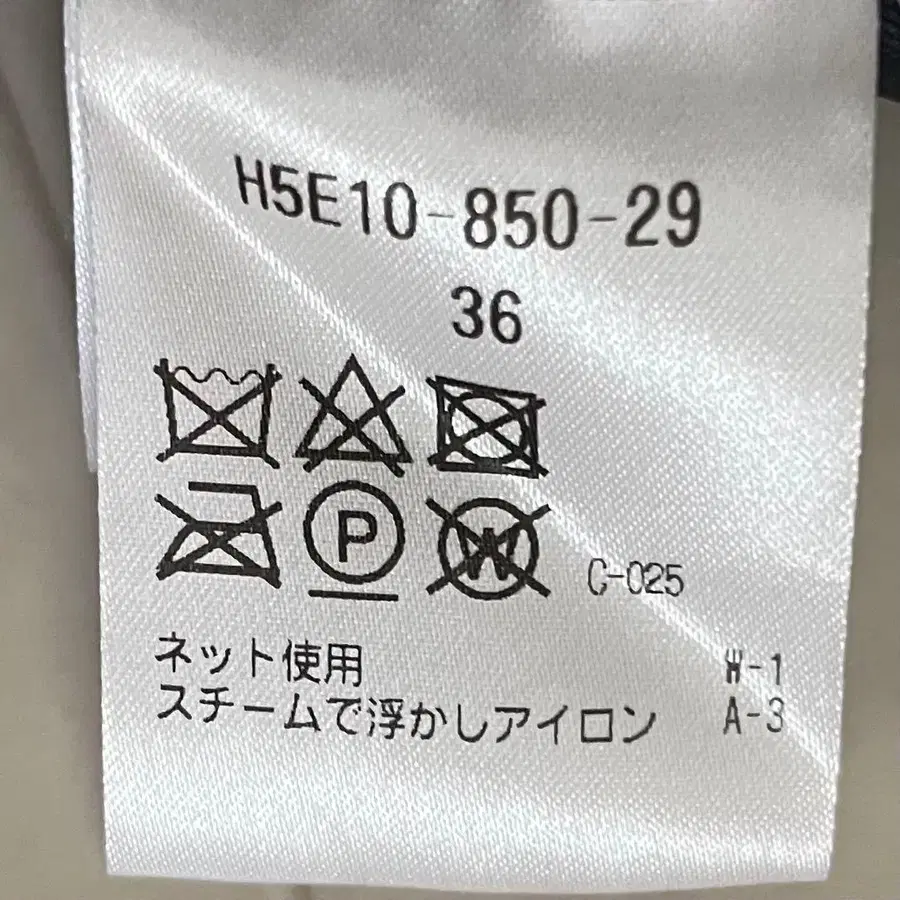 H5E10-850-29
36
P W C-025
ネット使用 W-1
スチームで浮かしアイロン A-3